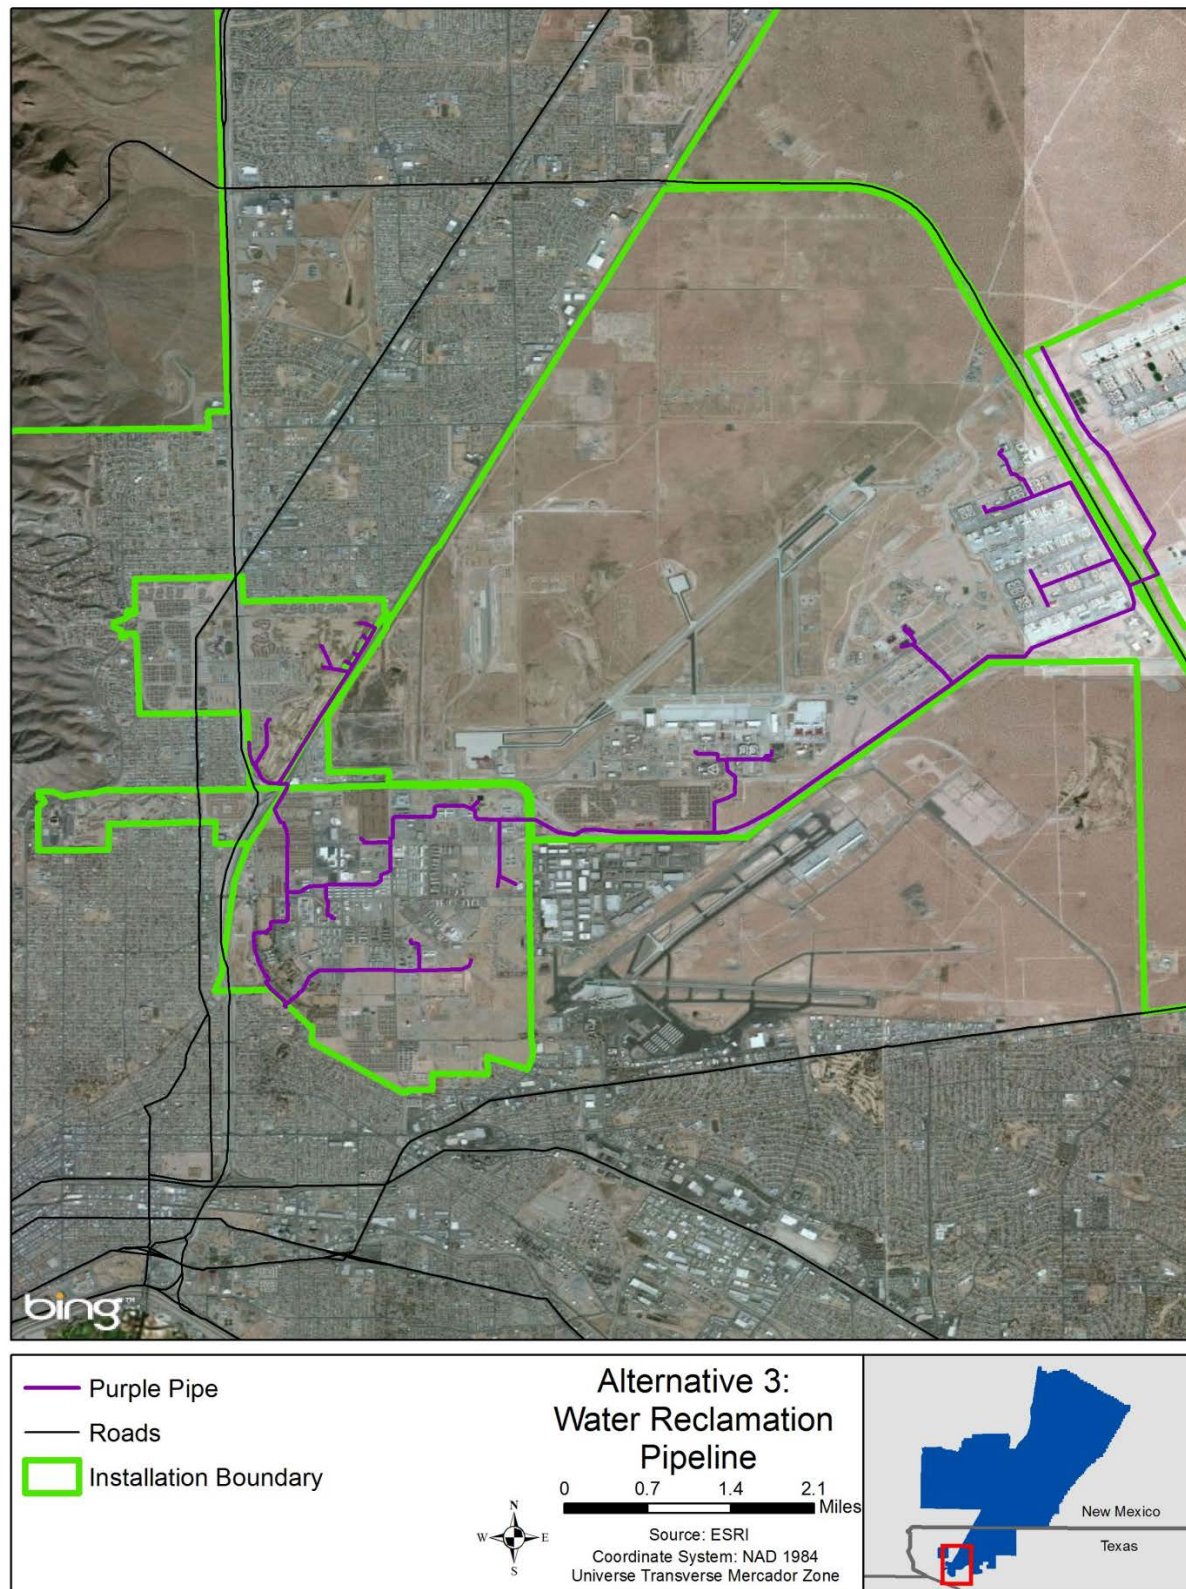 bing™
Purple Pipe
Roads
Installation Boundary
Alternative 3:
Water Reclamation
Pipeline
0 0.7 1.4 2.1
Miles
N
W E
S
Source: ESRI
Coordinate System: NAD 1984
Universe Transverse Mercador Zone
New Mexico
Texas